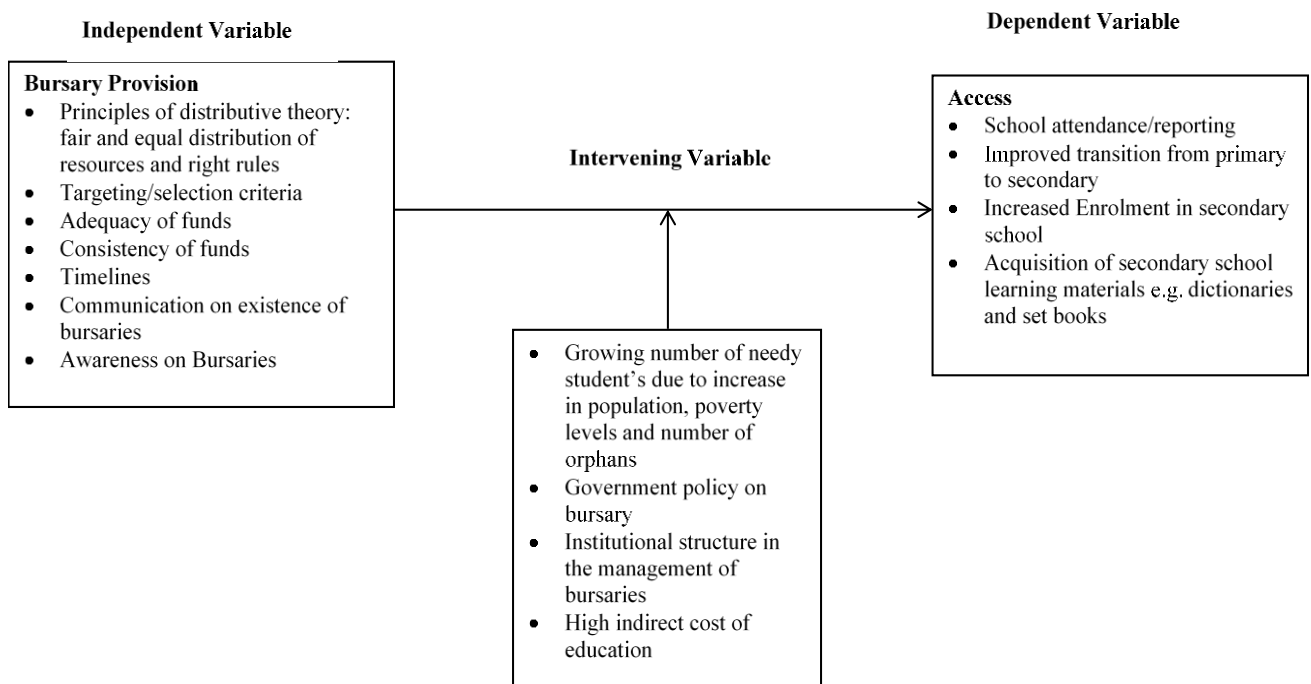 Independent Variable
Bursary Provision
• Principles of distributive theory:
fair and equal distribution of
resources and right rules
• Targeting/selection criteria
• Adequacy of funds
• Consistency of funds
• Timelines
• Communication on existence of
bursaries
• Awareness on Bursaries
Intervening Variable
• Growing number of needy
student’s due to increase
in population, poverty
levels and number of
orphans
• Government policy on
bursary
• Institutional structure in
the management of
bursaries
• High indirect cost of
education
Dependent Variable
Access
• School attendance/reporting
• Improved transition from primary
to secondary
• Increased Enrolment in secondary
school
• Acquisition of secondary school
learning materials e.g. dictionaries
and set books